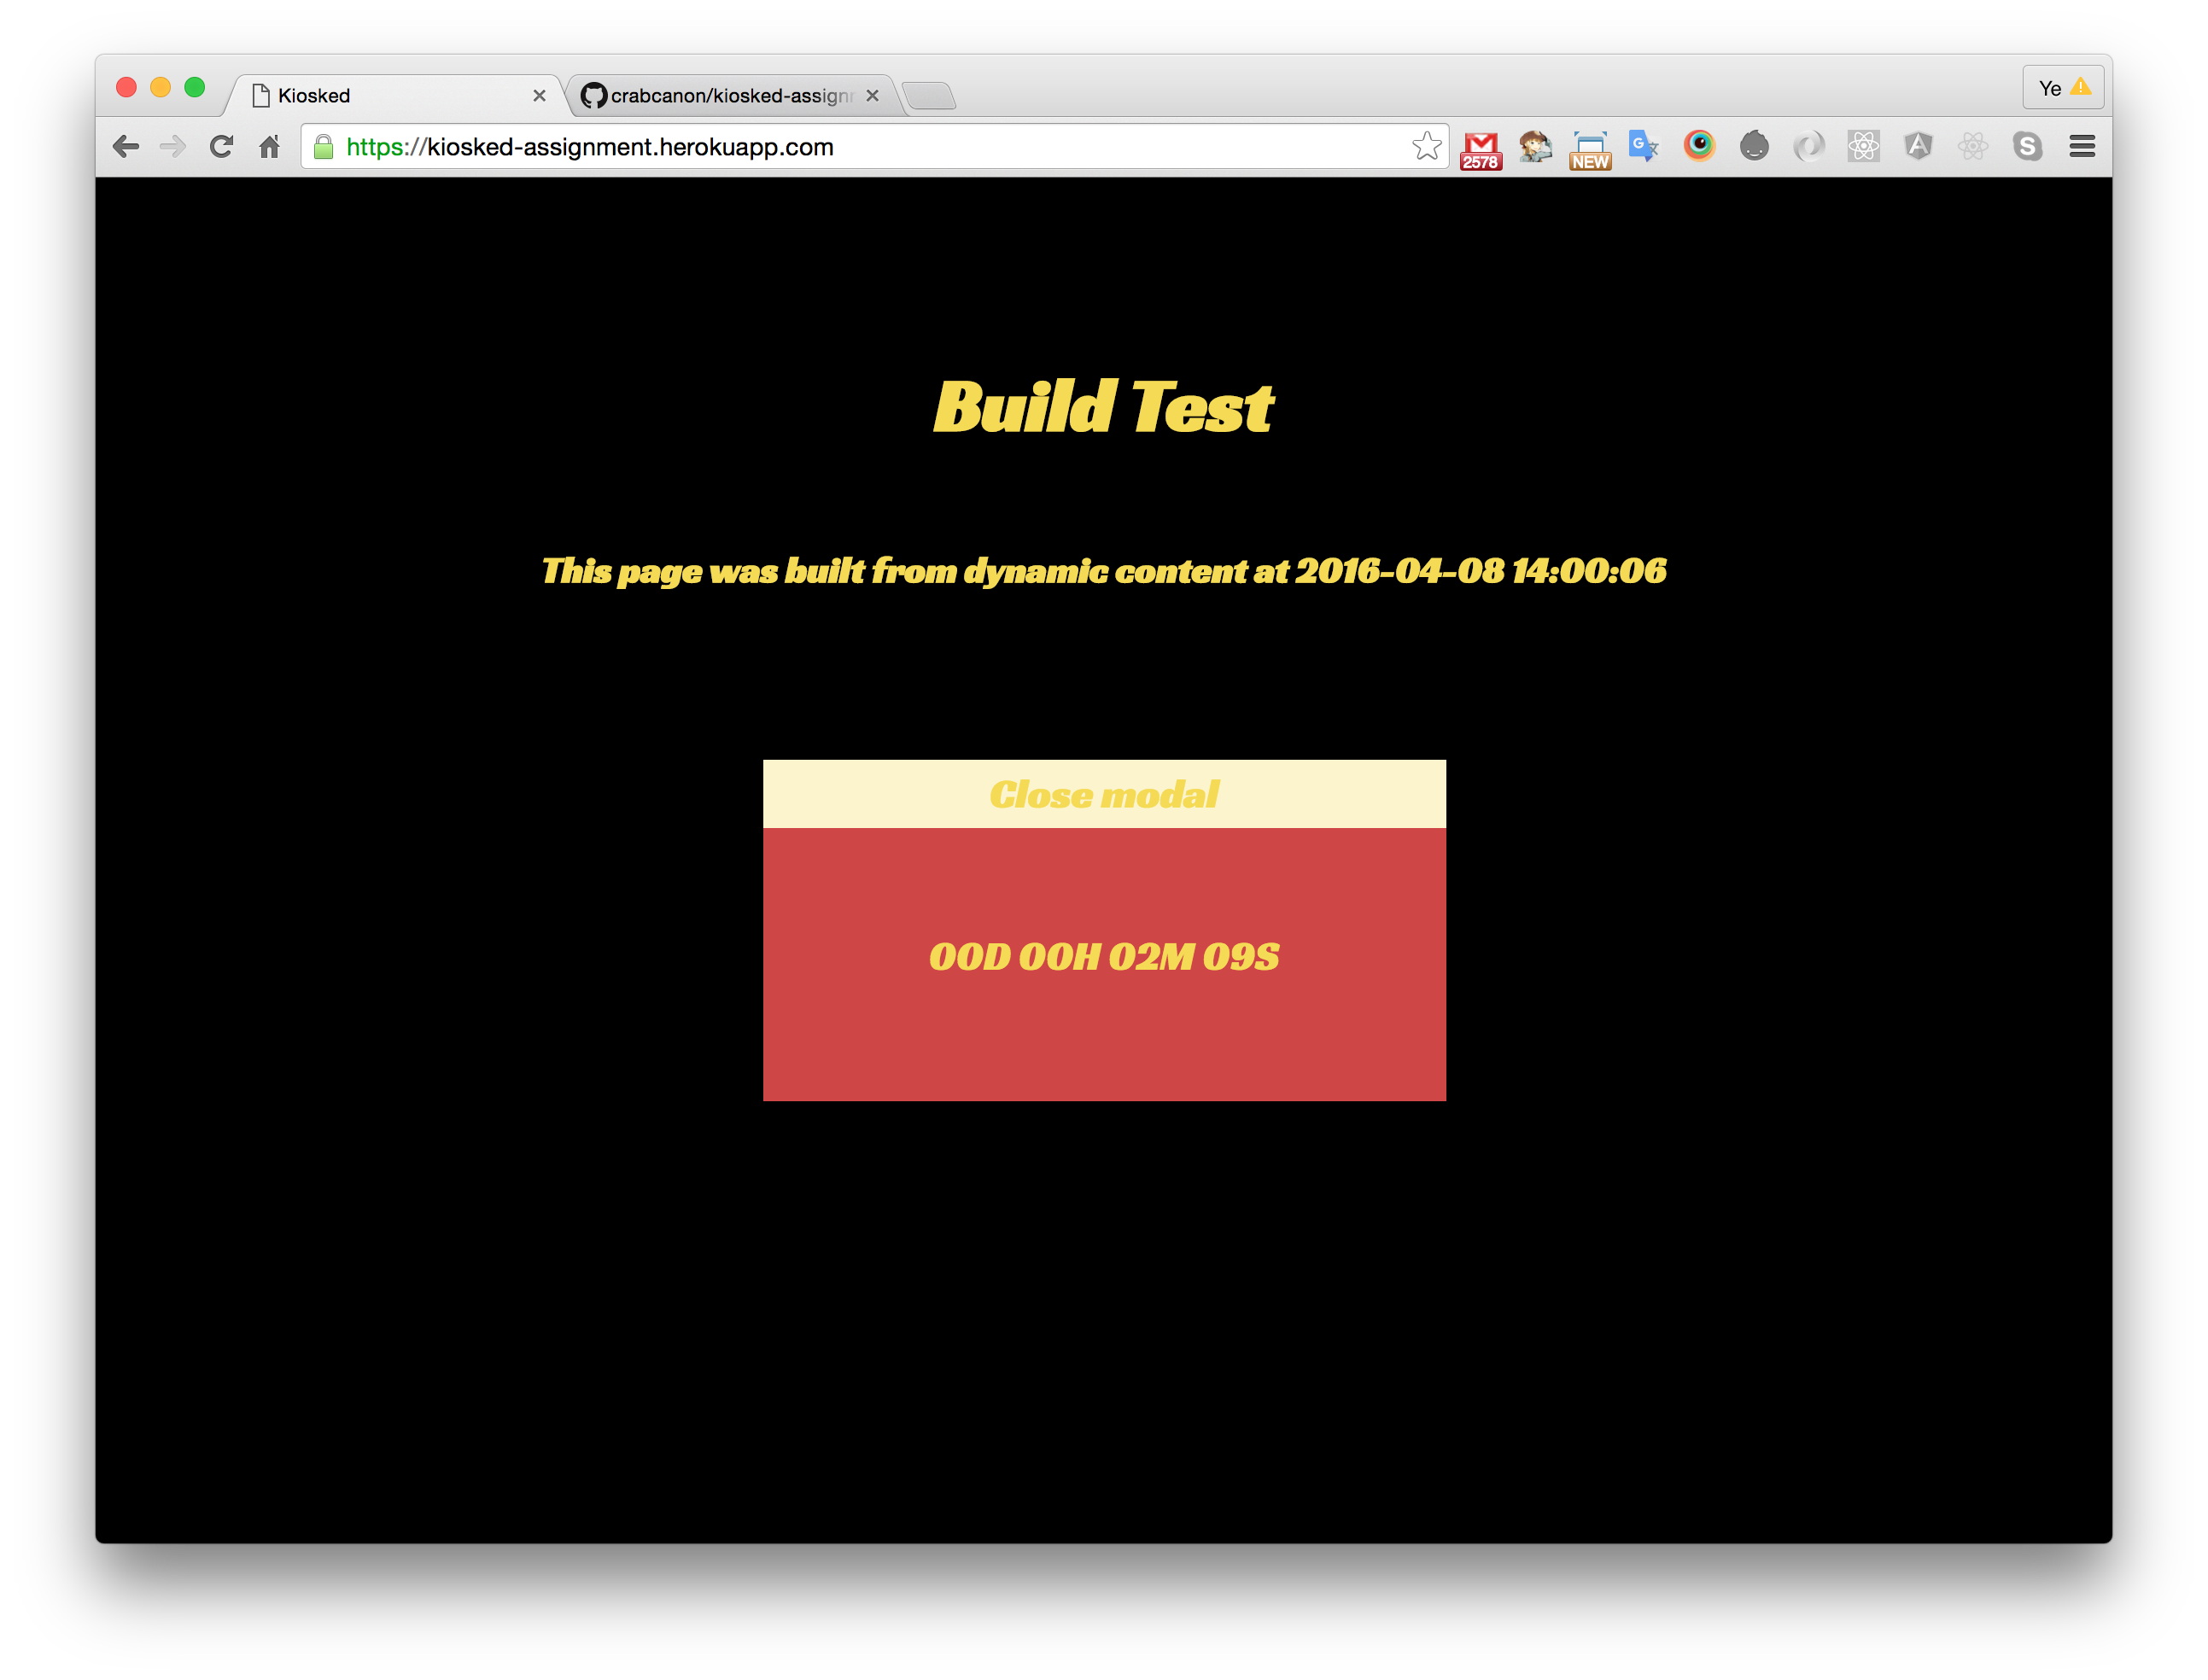 Kiosked
crabcanon/kiosked-assign
Ye
https://kiosked-assignment.herokuapp.com
2578
NEW
Build Test
This page was built from dynamic content at 2016-04-08 14:00:06
Close modal
00D 00H 02M 09S